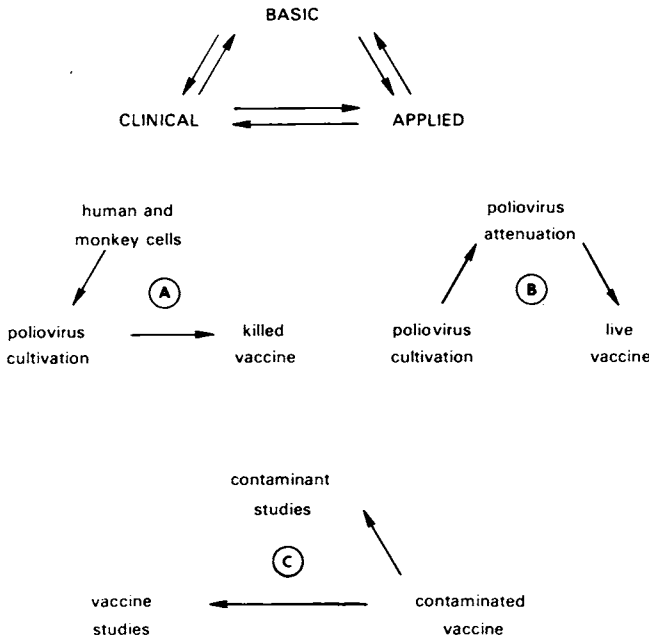 BASIC
CLINICAL
APPLIED
human and
monkey cells
A
poliovirus
cultivation
killed
vaccine
poliovirus
attenuation
B
poliovirus
cultivation
live
vaccine
contaminant
studies
C
vaccine
studies
contaminated
vaccine